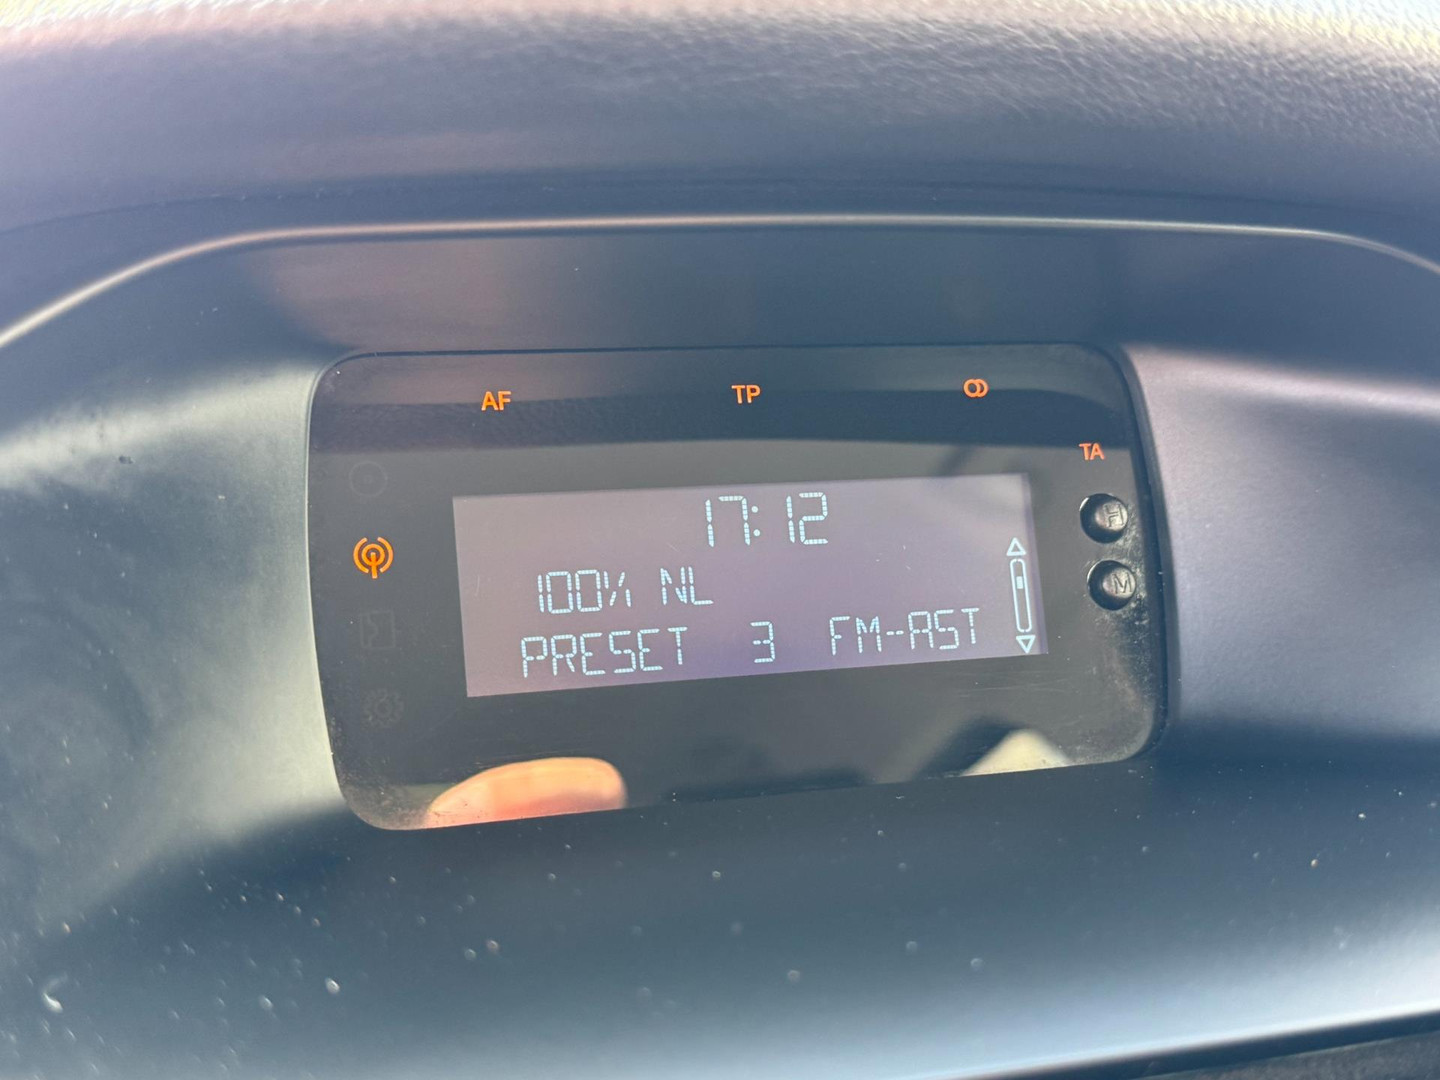 AF TP
TA
17:12
H
100% NL
M
PRESET 3 FM-AST